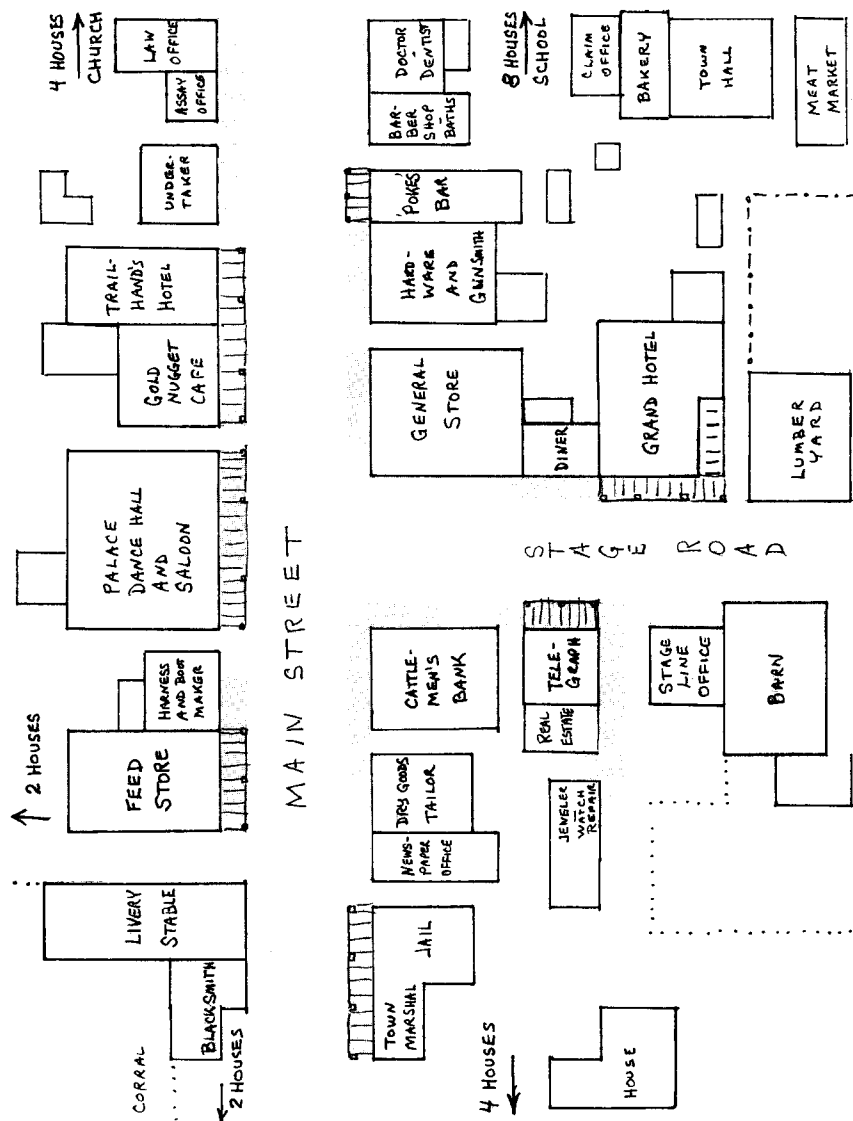 CORRAL
2 HOUSES
BLACKSMITH
LIVERY
STABLE
2 HOUSES
FEED
STORE
HARNESS
AND BOOT
MAKER
PALACE
DANCE HALL
AND
SALOON
GOLD
NUGGET
CAFE
TRAIL-
HAND'S
HOTEL
UNDER-
TAKER
ASSAY
OFFICE
LAW
OFFICE
4 HOUSES
CHURCH
MAIN STREET
TOWN
MARSHAL
JAIL
NEWS-
PAPER
OFFICE
DRY GOODS
TAILOR
CATTLE-
MEN'S
BANK
GENERAL
STORE
HARD-
WARE
AND
GUNSMITH
'POKES'
BAR
BAR-
BER
SHOP
-
BATHS
DOCTOR
-
DENTIST
4 HOUSES
HOUSE
JEWELER
-
WATCH
REPAIR
REAL
ESTATE
TELE-
GRAPH
STAGE ROAD
DINER
GRAND HOTEL
8 HOUSES
SCHOOL
CLAIM
OFFICE
BAKERY
TOWN
HALL
STAGE
LINE
OFFICE
BARN
LUMBER
YARD
MEAT
MARKET